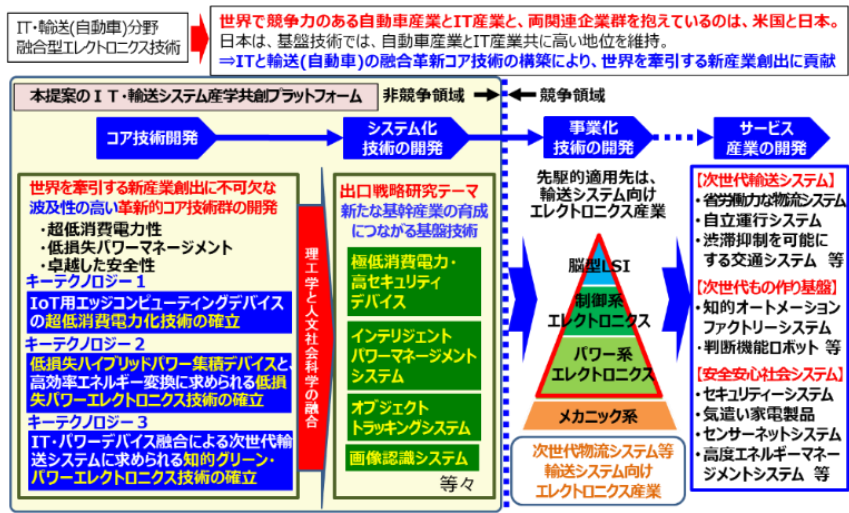 IT・輸送(自動車)分野
融合型エレクトロニクス技術
世界で競争力のある自動車産業とIT産業と、両関連企業群を抱えているのは、米国と日本。
日本は、基盤技術では、自動車産業とIT産業共に高い地位を維持。
⇒ITと輸送(自動車)の融合革新コア技術の構築により、世界を牽引する新産業創出に貢献
本提案のIT・輸送システム産学共創プラットフォーム
非競争領域
競争領域
コア技術開発
システム化
技術の開発
事業化
技術の開発
サービス
産業の開発
世界を牽引する新産業創出に不可欠な
波及性の高い革新的コア技術群の開発
・超低消費電力性
・低損失パワーマネージメント
・卓越した安全性
キーテクノロジー 1
IoT用エッジコンピューティングデバイス
の超低消費電力化技術の確立
キーテクノロジー 2
低損失ハイブリッドパワー集積デバイスと、
高効率エネルギー変換に求められる低損
失パワーエレクトロニクス技術の確立
キーテクノロジー 3
IT・パワーデバイス融合による次世代輸
送システムに求められる知的グリーン・
パワーエレクトロニクス技術の確立
理工学と人文社会科学の融合
出口戦略研究テーマ
新たな基幹産業の育成
につながる基盤技術
極低消費電力・
高セキュリティ
デバイス
インテリジェント
パワーマネージメント
システム
オブジェクト
トラッキングシステム
画像認識システム
等々
先駆的適用先は、
輸送システム向け
エレクトロニクス産業
脳型LSI
制御系
エレクトロニクス
パワー系
エレクトロニクス
メカニック系
次世代物流システム等
輸送システム向け
エレクトロニクス産業
【次世代輸送システム】
・省労働力な物流システム
・自立運行システム
・渋滞抑制を可能に
する交通システム 等
【次世代もの作り基盤】
・知的オートメーション
ファクトリーシステム
・判断機能ロボット 等
【安全安心社会システム】
・セキュリティーシステム
・気遣い家電製品
・センサーネットシステム
・高度エネルギーマネー
ジメントシステム 等